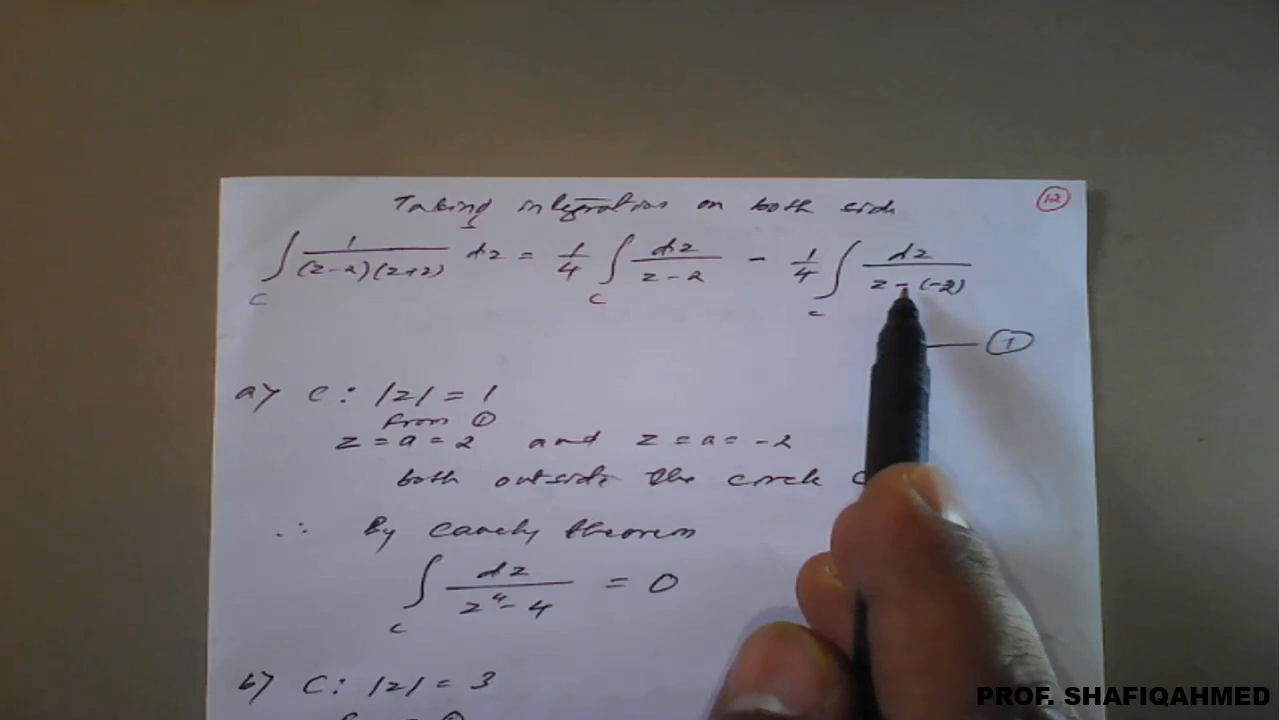 Taking integration on both side
12
∫_C 1/((z-2)(z+2)) dz = 1/4 ∫_C dz/(z-2) - 1/4 ∫_C dz/(z-(-2))
— ①
a) C: |z| = 1
from ①
z = a = 2 and z = a = -2
both outside the circle C
∴ By cauchy theorem
∫_C dz/(z⁴-4) = 0
b) C: |z| = 3
PROF. SHAFIQAHMED